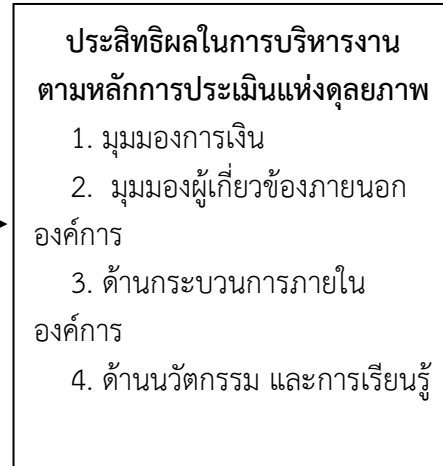 ประสิทธิผลในการบริหารงาน
ตามหลักการประเมินแห่งดุลยภาพ
1. มุมมองการเงิน
2. มุมมองผู้เกี่ยวข้องภายนอก
องค์การ
3. ด้านกระบวนการภายใน
องค์การ
4. ด้านนวัตกรรม และการเรียนรู้